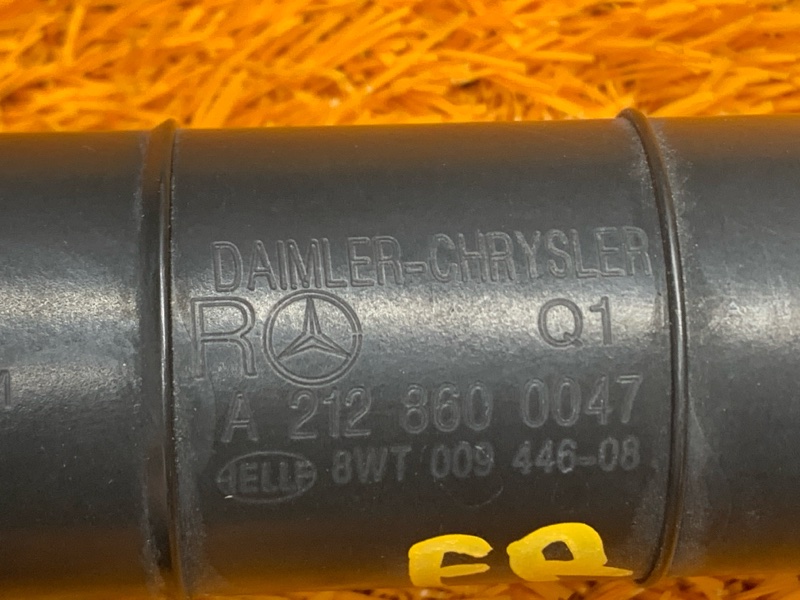 DAIMLER-CHRYSLER
R Q1
A 212 860 0047
HELLA 8WT 009 446-08